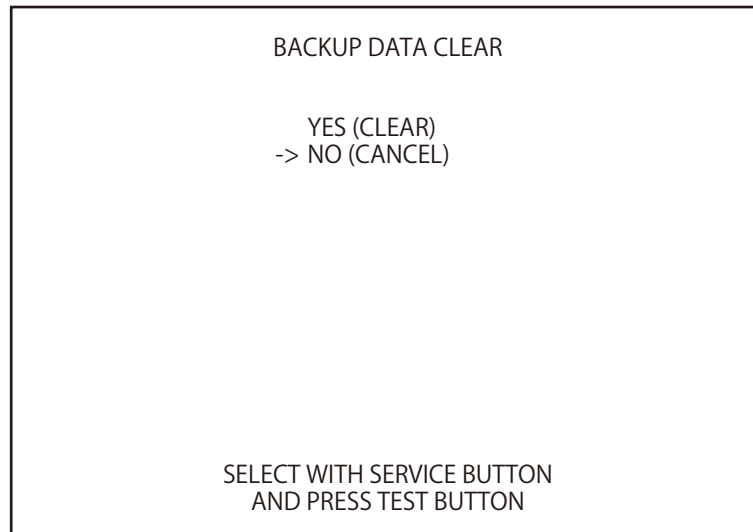 BACKUP DATA CLEAR
YES (CLEAR)
-> NO (CANCEL)
SELECT WITH SERVICE BUTTON
AND PRESS TEST BUTTON